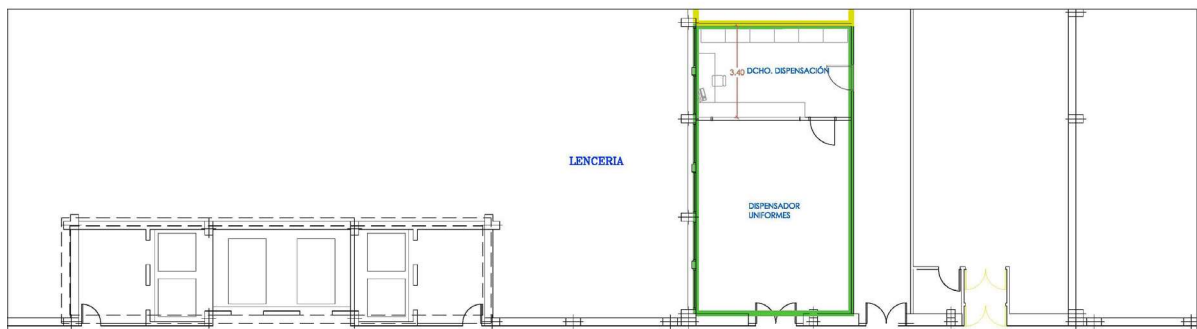 3.40 DCHO. DISPENSACIÓN
LENCERIA
DISPENSADOR
UNIFORMES